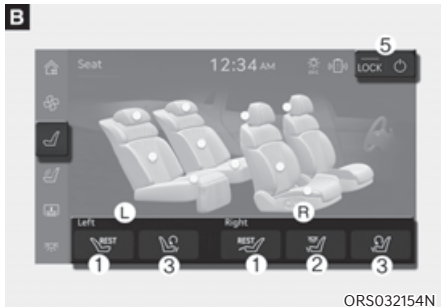 B
5
Seat 12:34 AM LOCK
L R
Left Right
REST REST
1 3 1 2 3
ORS032154N